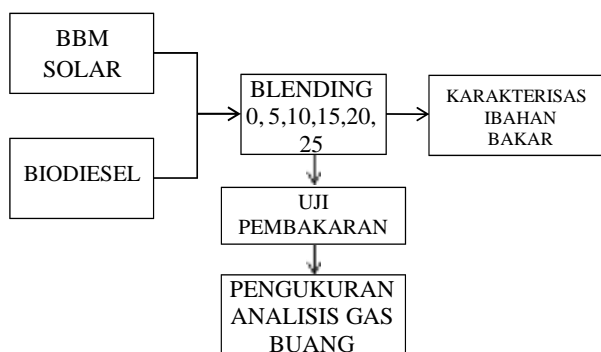 BBM
SOLAR
BIODIESEL
BLENDING
0, 5,10,15,20,
25
KARAKTERISAS
IBAHAN
BAKAR
UJI
PEMBAKARAN
PENGUKURAN
ANALISIS GAS
BUANG